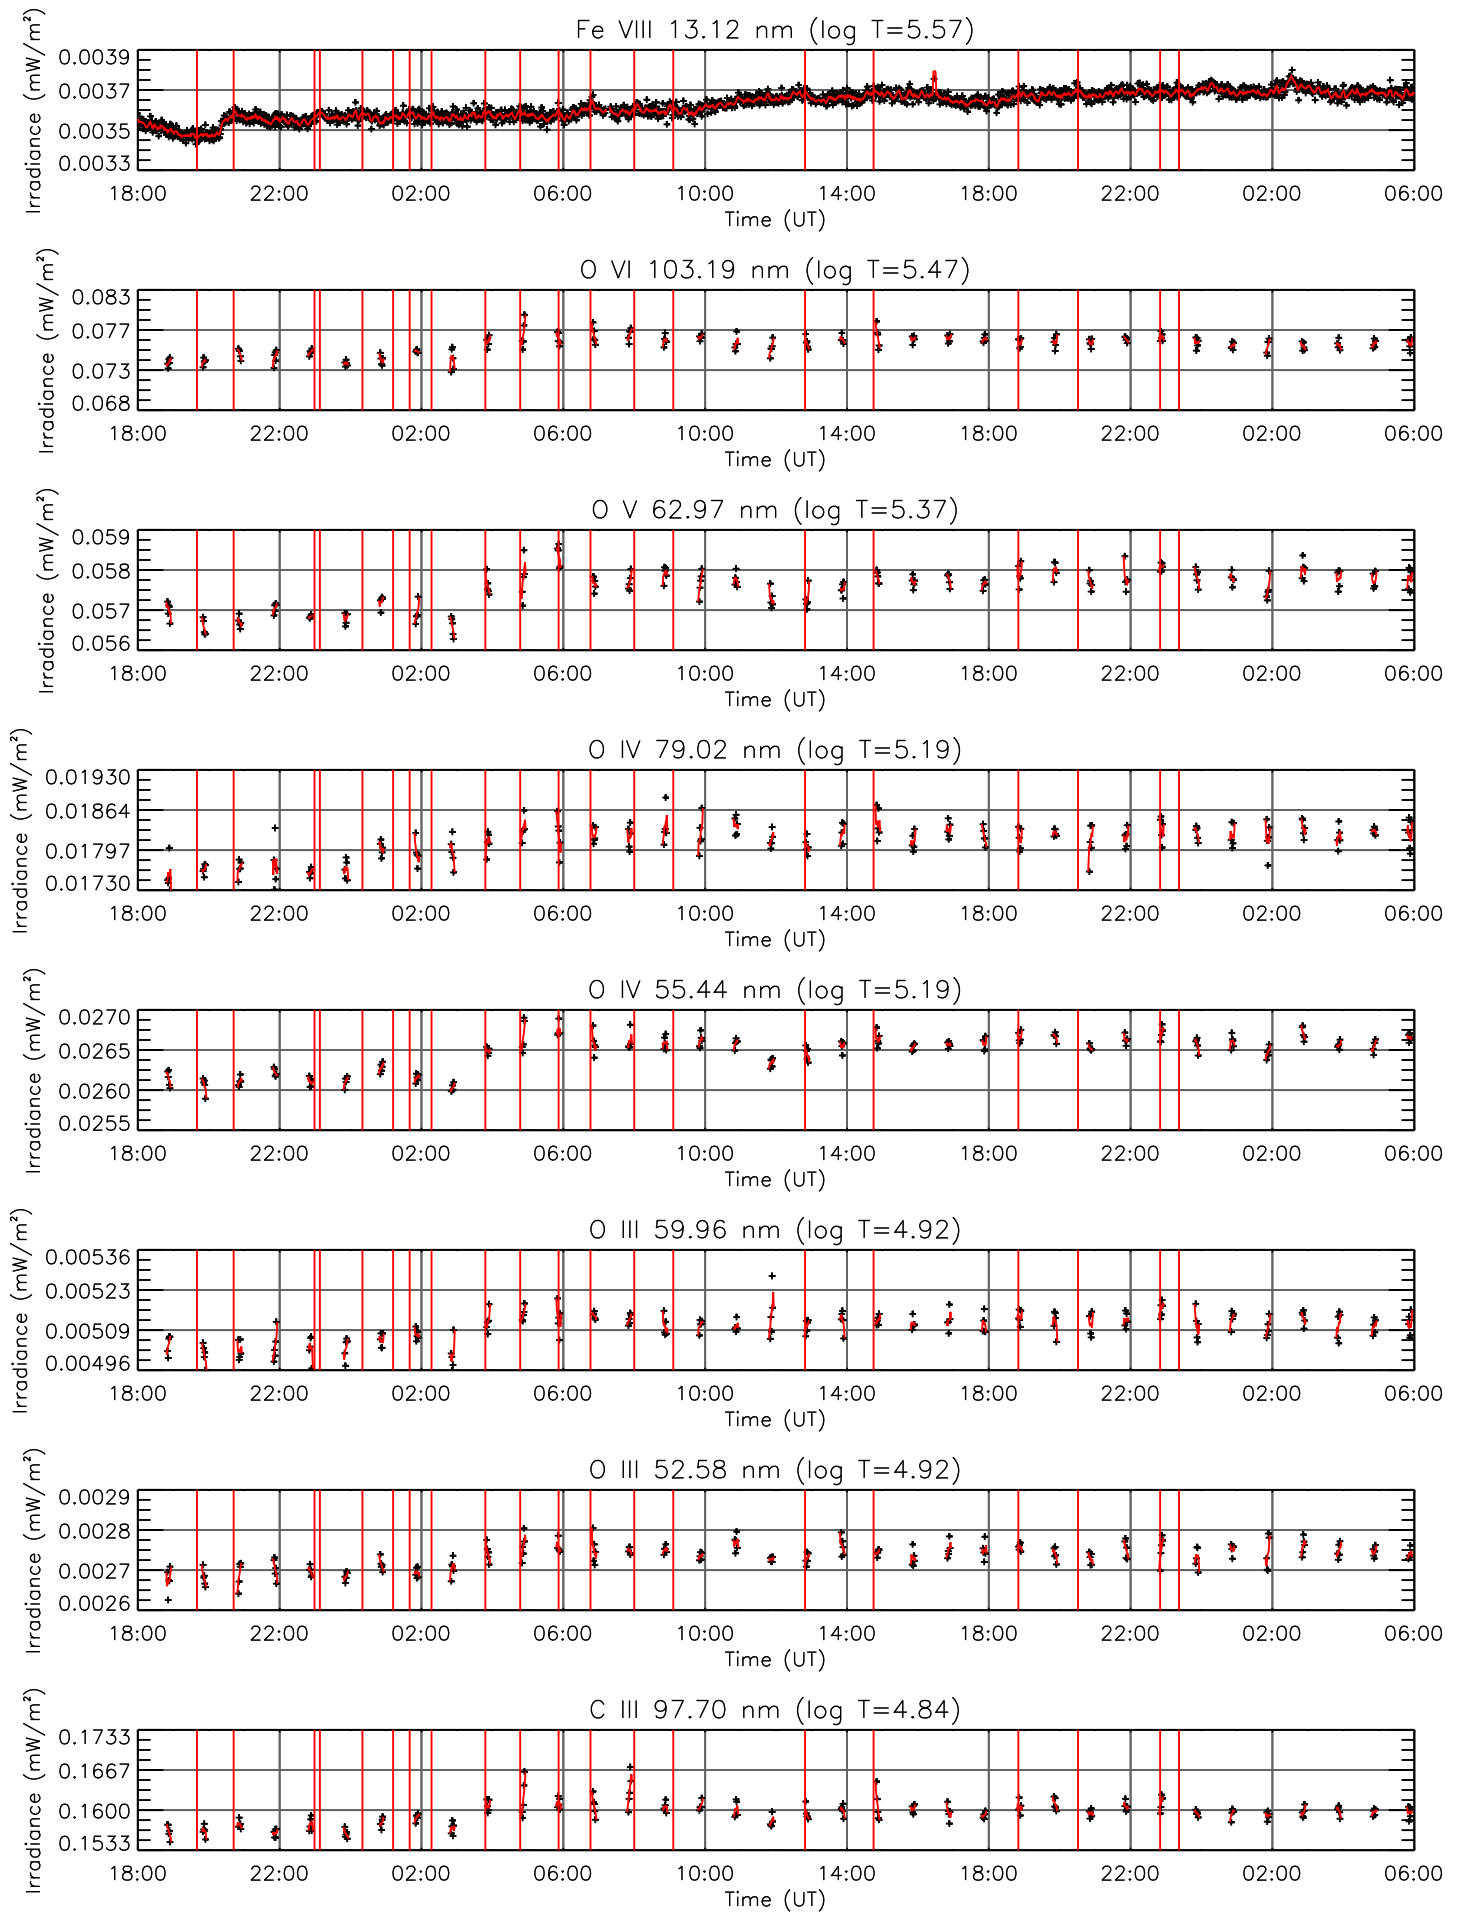 Fe VIII 13.12 nm (log T=5.57)
Irradiance (mW/m²)
0.0039
0.0037
0.0035
0.0033
18:00 22:00 02:00 06:00 10:00 14:00 18:00 22:00 02:00 06:00
Time (UT)
O VI 103.19 nm (log T=5.47)
Irradiance (mW/m²)
0.083
0.077
0.073
0.068
18:00 22:00 02:00 06:00 10:00 14:00 18:00 22:00 02:00 06:00
Time (UT)
O V 62.97 nm (log T=5.37)
Irradiance (mW/m²)
0.059
0.058
0.057
0.056
18:00 22:00 02:00 06:00 10:00 14:00 18:00 22:00 02:00 06:00
Time (UT)
O IV 79.02 nm (log T=5.19)
Irradiance (mW/m²)
0.01930
0.01864
0.01797
0.01730
18:00 22:00 02:00 06:00 10:00 14:00 18:00 22:00 02:00 06:00
Time (UT)
O IV 55.44 nm (log T=5.19)
Irradiance (mW/m²)
0.0270
0.0265
0.0260
0.0255
18:00 22:00 02:00 06:00 10:00 14:00 18:00 22:00 02:00 06:00
Time (UT)
O III 59.96 nm (log T=4.92)
Irradiance (mW/m²)
0.00536
0.00523
0.00509
0.00496
18:00 22:00 02:00 06:00 10:00 14:00 18:00 22:00 02:00 06:00
Time (UT)
O III 52.58 nm (log T=4.92)
Irradiance (mW/m²)
0.0029
0.0028
0.0027
0.0026
18:00 22:00 02:00 06:00 10:00 14:00 18:00 22:00 02:00 06:00
Time (UT)
C III 97.70 nm (log T=4.84)
Irradiance (mW/m²)
0.1733
0.1667
0.1600
0.1533
18:00 22:00 02:00 06:00 10:00 14:00 18:00 22:00 02:00 06:00
Time (UT)